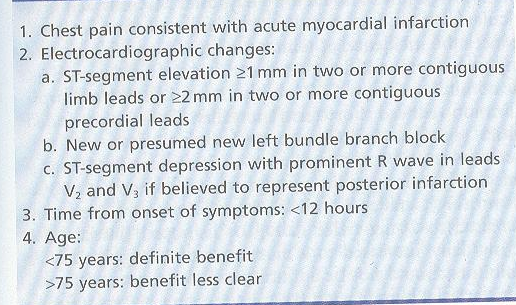 1. Chest pain consistent with acute myocardial infarction
2. Electrocardiographic changes:
a. ST-segment elevation ≥1 mm in two or more contiguous
limb leads or ≥2 mm in two or more contiguous
precordial leads
b. New or presumed new left bundle branch block
c. ST-segment depression with prominent R wave in leads
V₂ and V₃ if believed to represent posterior infarction
3. Time from onset of symptoms: <12 hours
4. Age:
<75 years: definite benefit
>75 years: benefit less clear